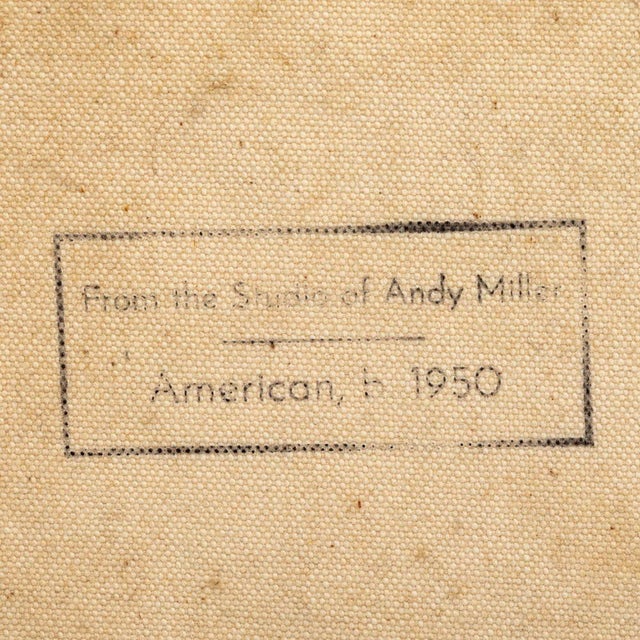 From the Studio of Andy Miller
American, b 1950